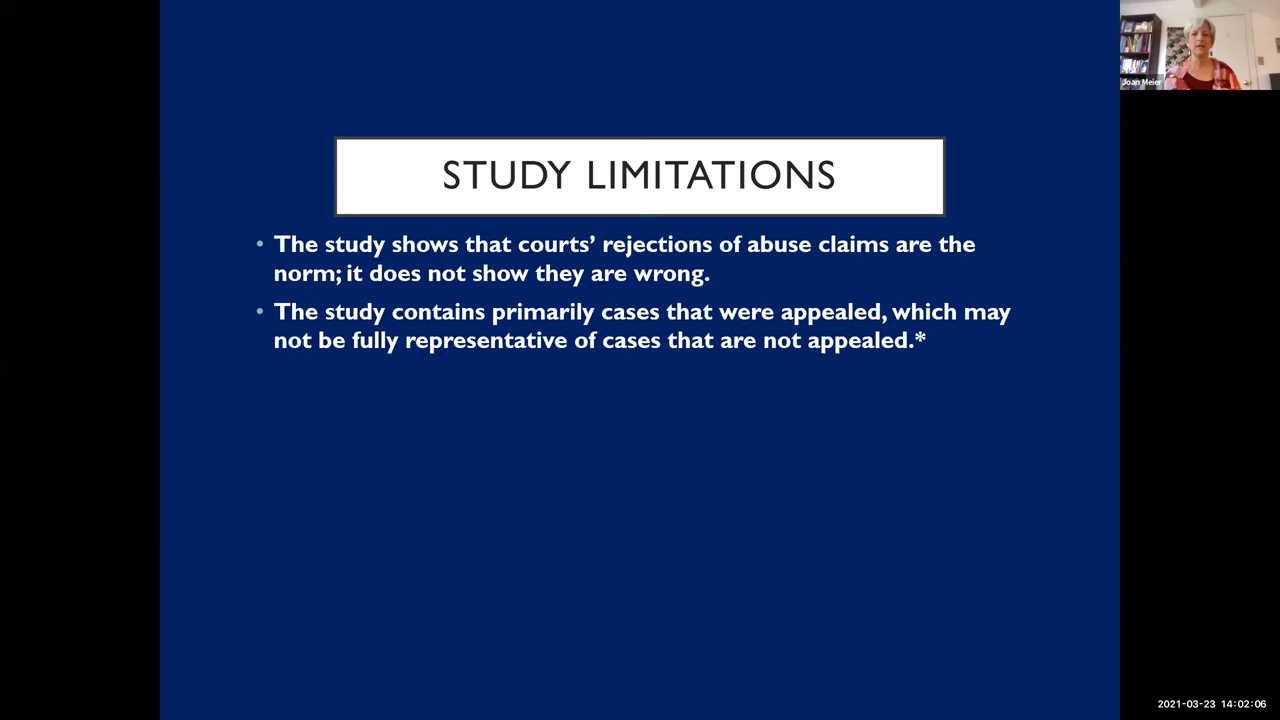 Joan Meier
STUDY LIMITATIONS
• The study shows that courts’ rejections of abuse claims are the
norm; it does not show they are wrong.
• The study contains primarily cases that were appealed, which may
not be fully representative of cases that are not appealed.*
2021-03-23 14:02:06